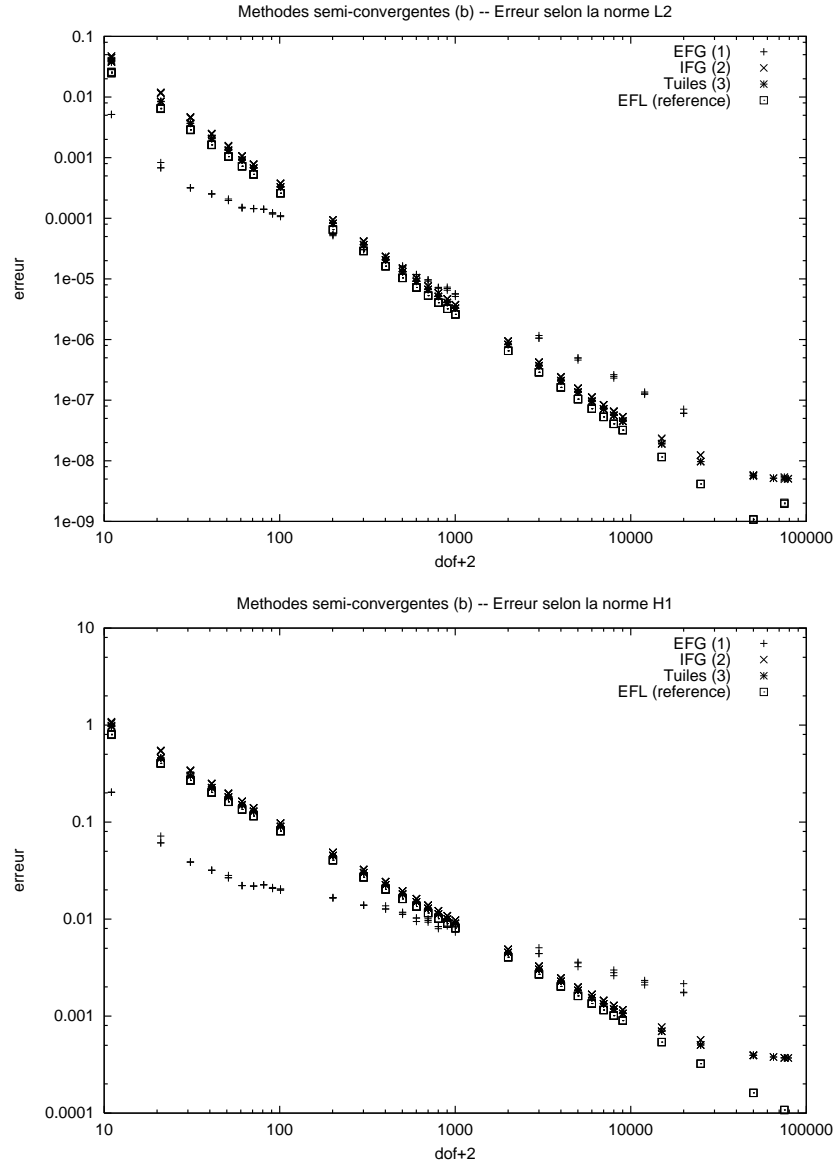 Methodes semi-convergentes (b) -- Erreur selon la norme L2
0.1
0.01
0.001
0.0001
1e-05
1e-06
1e-07
1e-08
1e-09
erreur
EFG (1)
IFG (2)
Tuiles (3)
EFL (reference)
10
100
1000
10000
100000
dof+2
Methodes semi-convergentes (b) -- Erreur selon la norme H1
10
1
0.1
0.01
0.001
0.0001
erreur
EFG (1)
IFG (2)
Tuiles (3)
EFL (reference)
10
100
1000
10000
100000
dof+2